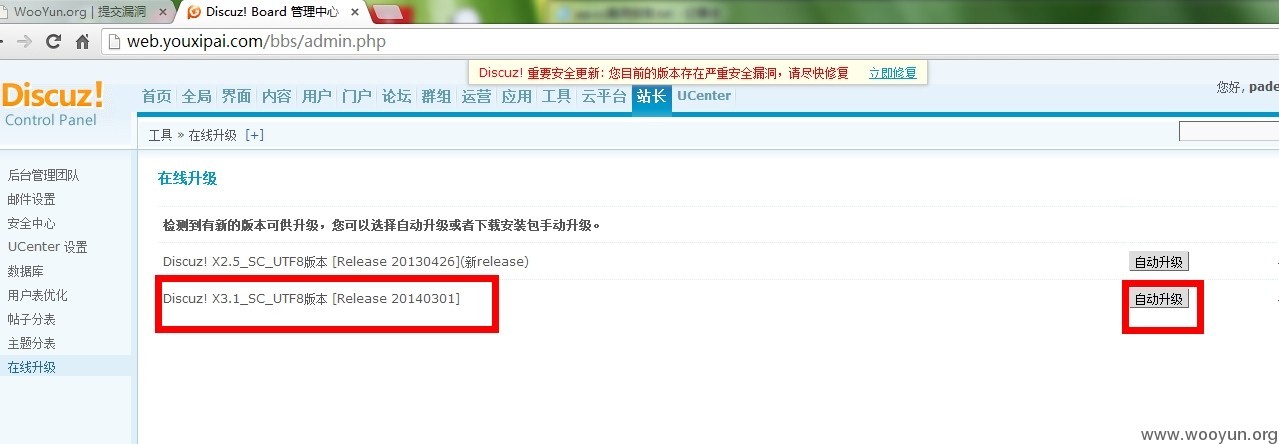 WooYun.org | 提交漏洞
Discuz! Board 管理中心
web.youxipai.com/bbs/admin.php
Discuz! 重要安全更新: 您目前的版本存在严重安全漏洞，请尽快修复 立即修复
Discuz!
Control Panel
首页 全局 界面 内容 用户 门户 论坛 群组 运营 应用 工具 云平台 站长 UCenter
您好, pade
工具 » 在线升级 [+]
后台管理团队
邮件设置
安全中心
UCenter 设置
数据库
用户表优化
帖子分表
主题分表
在线升级
在线升级
检测到有新的版本可供升级，您可以选择自动升级或者下载安装包手动升级。
Discuz! X2.5_SC_UTF8版本 [Release 20130426](新release) 自动升级
Discuz! X3.1_SC_UTF8版本 [Release 20140301] 自动升级
www.wooyun.org